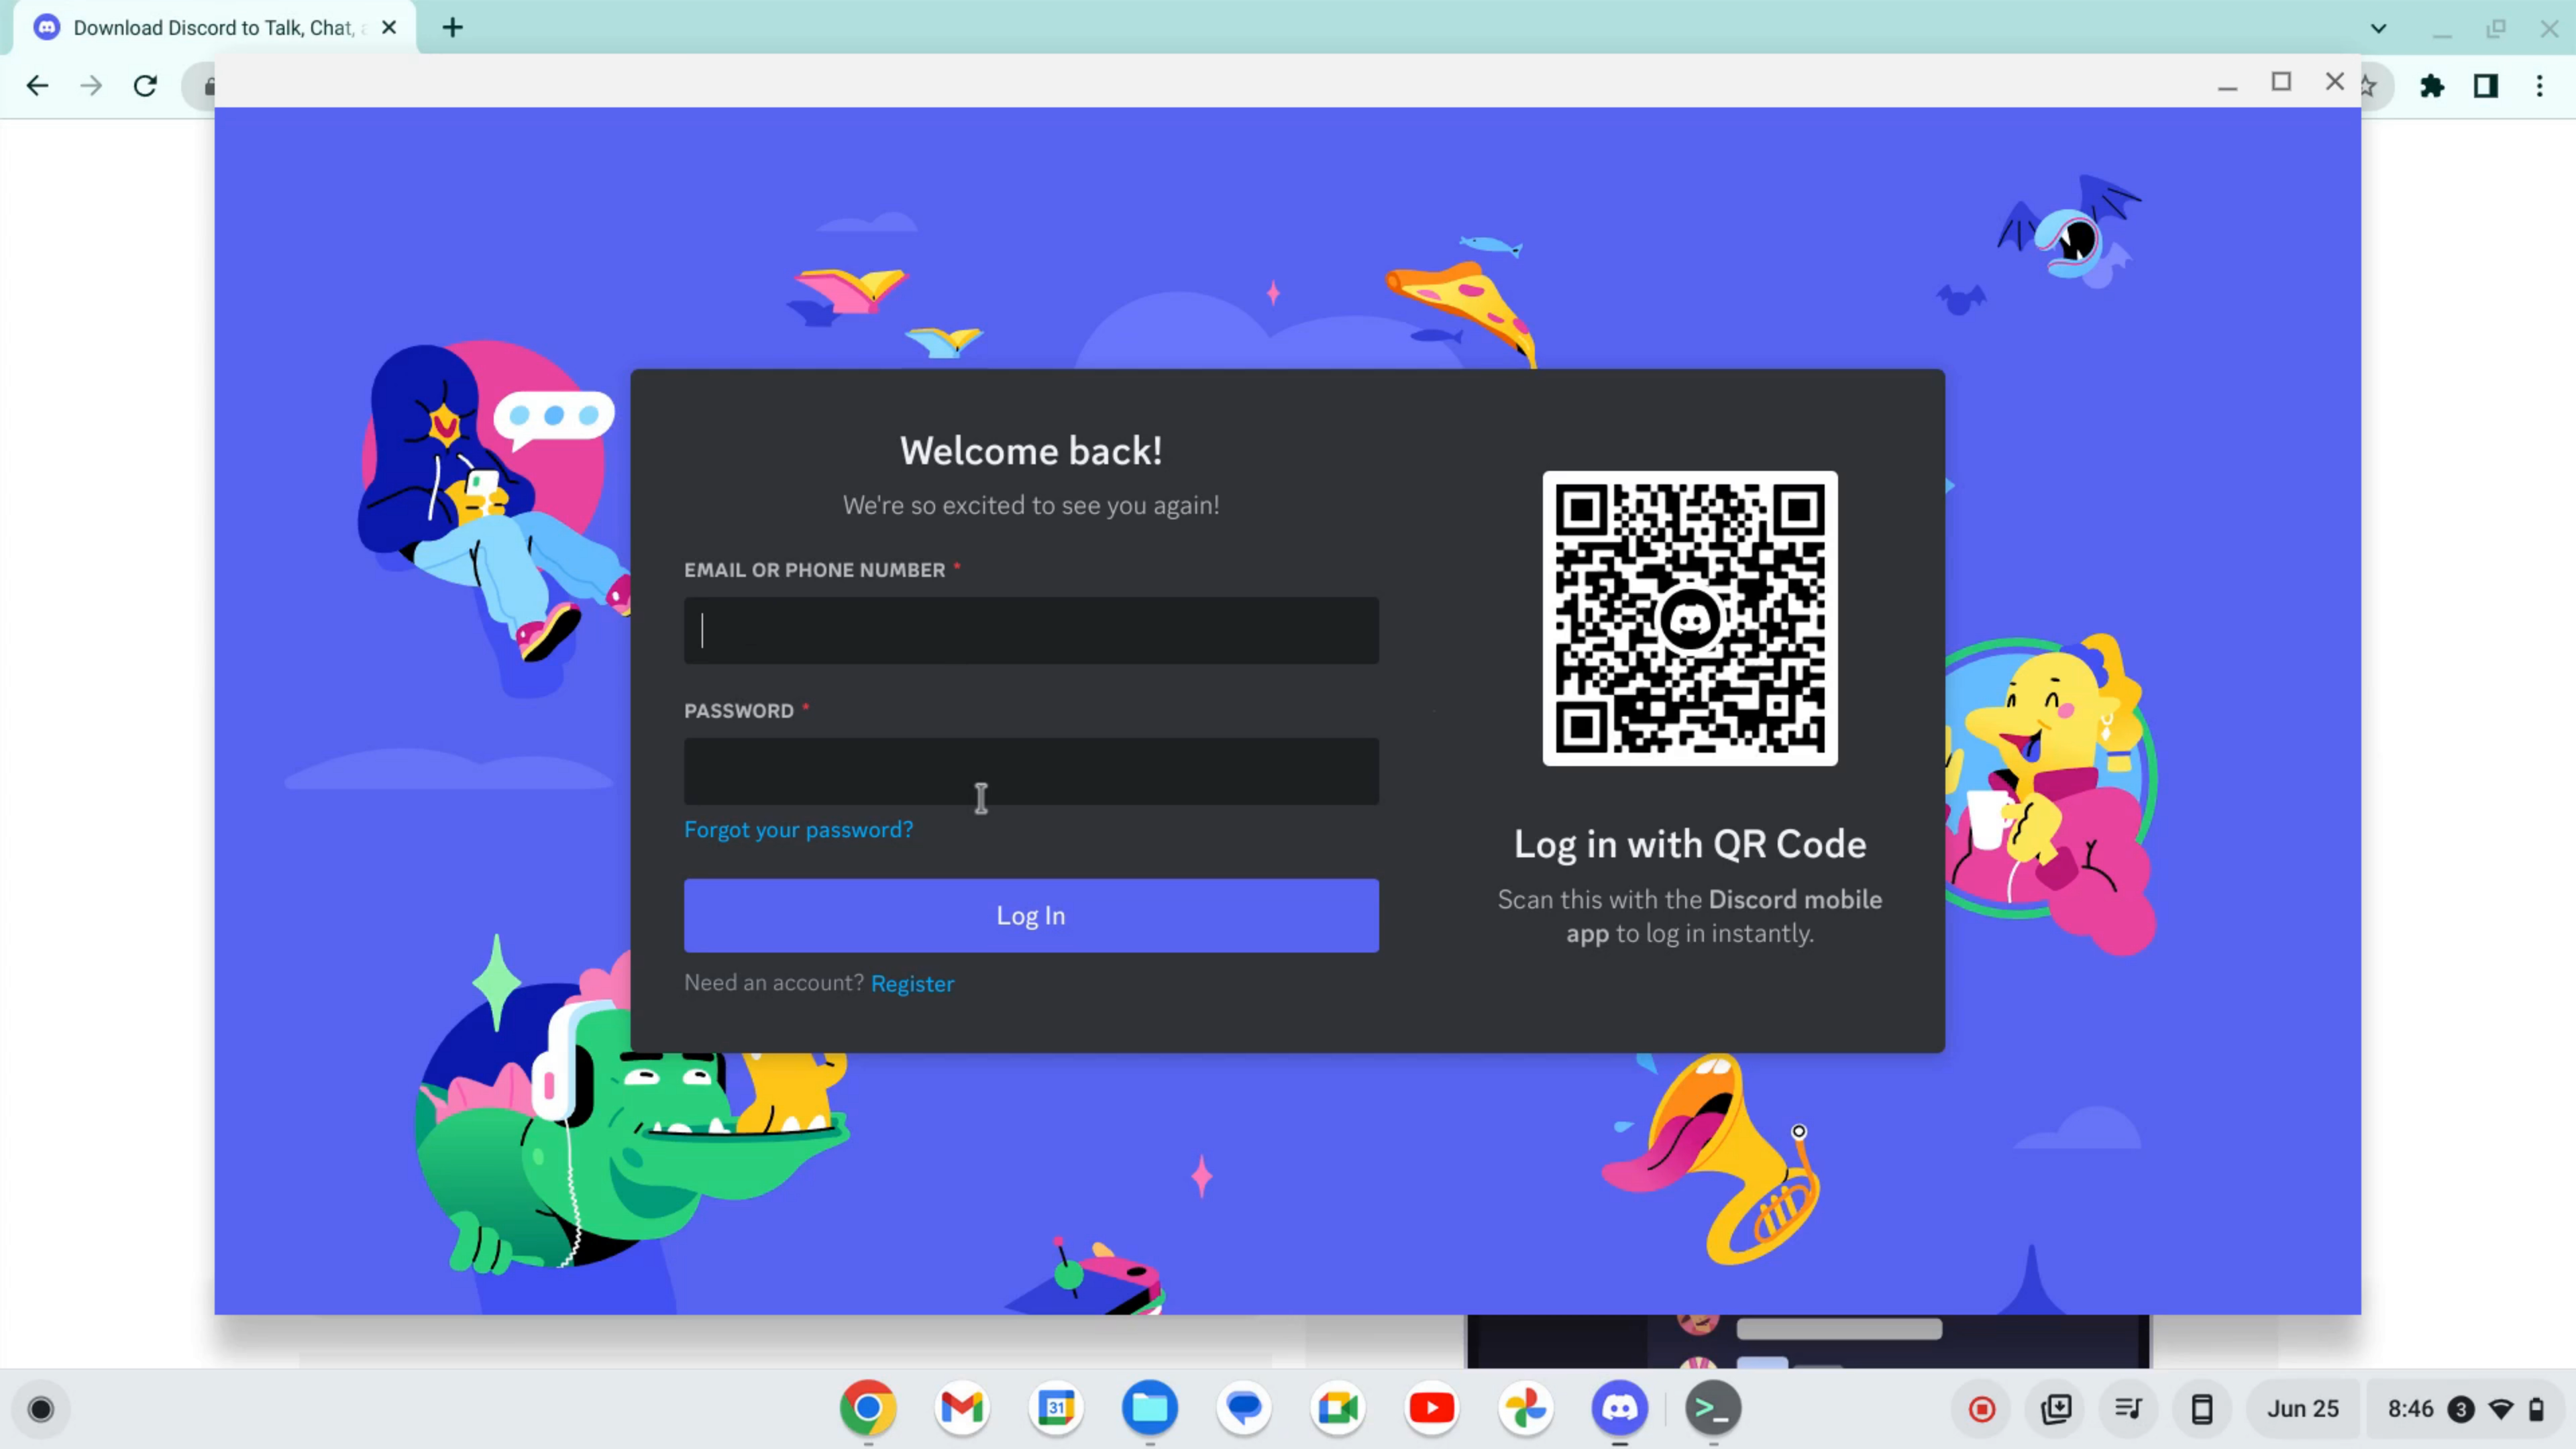 Download Discord to Talk, Chat,
Welcome back!
We're so excited to see you again!
EMAIL OR PHONE NUMBER *
PASSWORD *
Forgot your password?
Log In
Need an account? Register
Log in with QR Code
Scan this with the Discord mobile
app to log in instantly.
31
>_
Jun 25
8:46
3